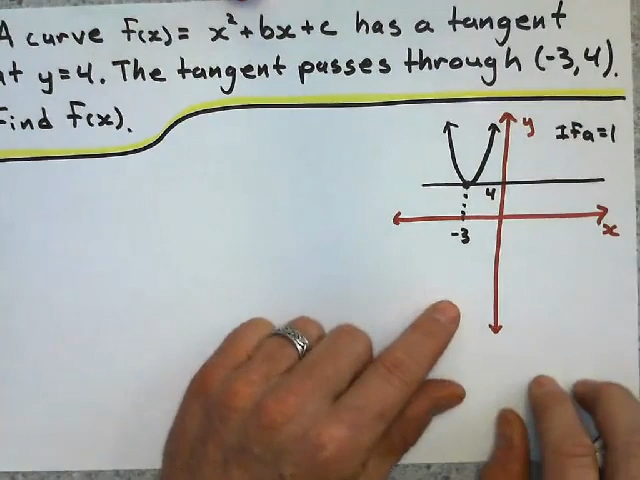 A curve f(x) = x² + bx + c has a tangent
at y=4. The tangent passes through (-3,4).
Find f(x).
y
IF a=1
4
x
-3